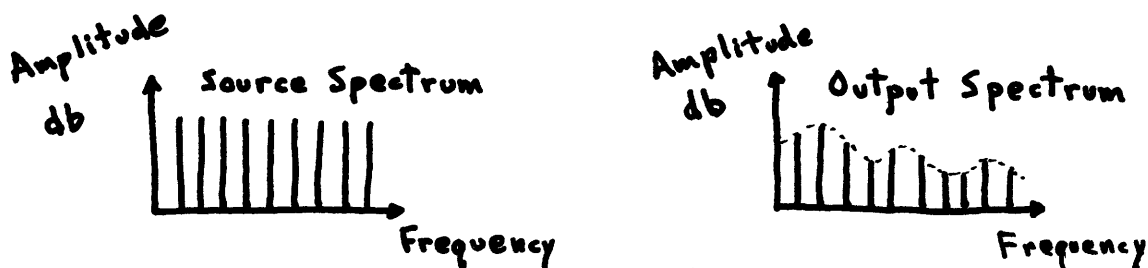 Amplitude
db
Source Spectrum
Frequency
Amplitude
db
Output Spectrum
Frequency